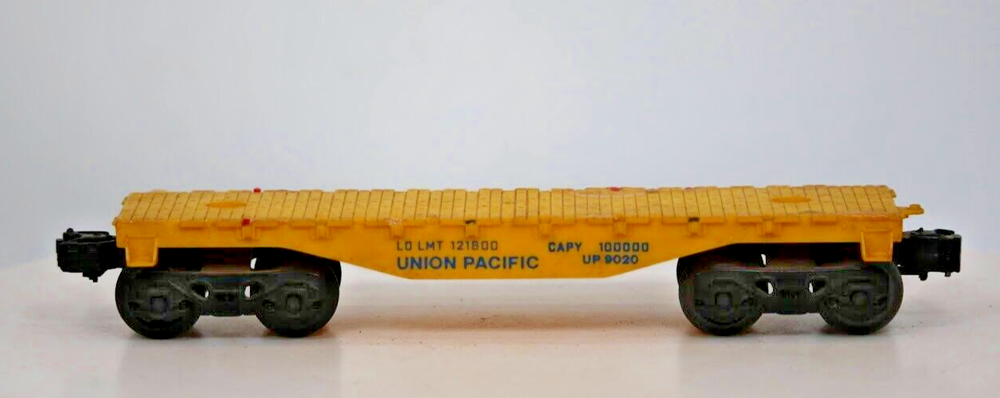 LD LMT 121800 CAPY 100000
UNION PACIFIC UP 9020